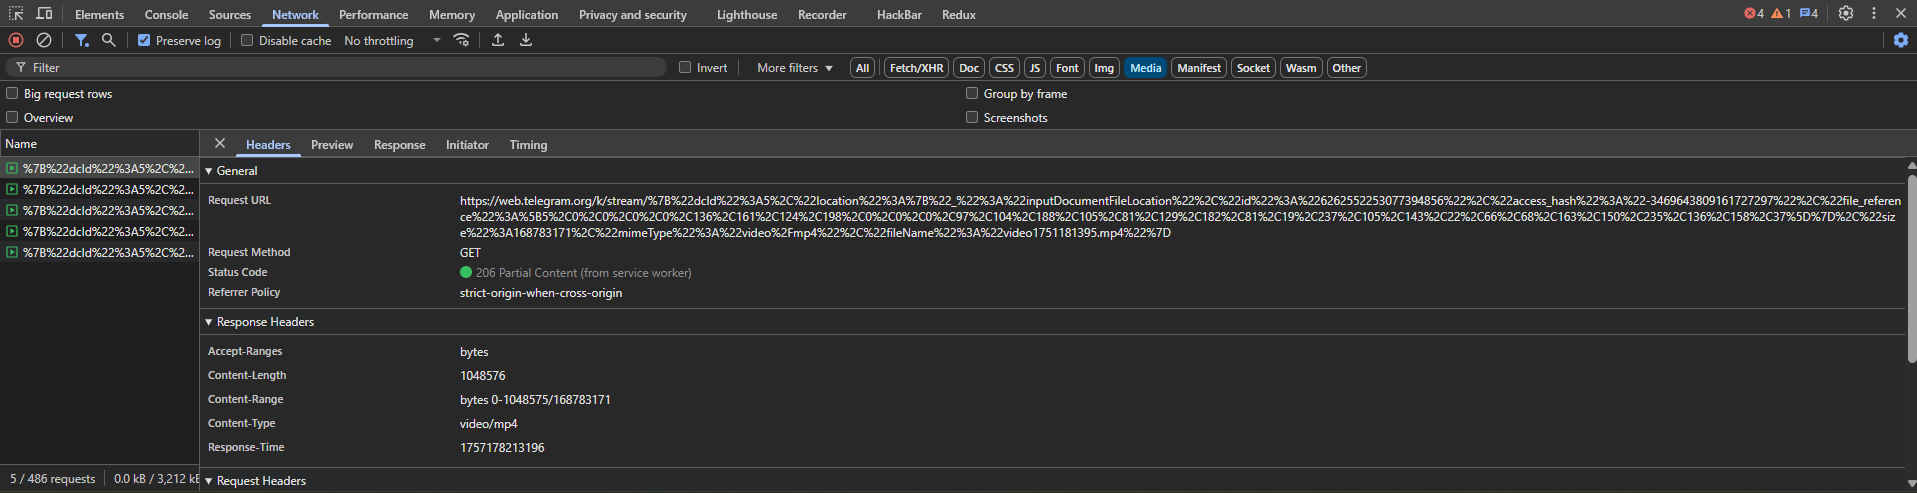 Elements Console Sources Network Performance Memory Application Privacy and security Lighthouse Recorder HackBar Redux 4 1 4
Preserve log Disable cache No throttling
Filter Invert More filters All Fetch/XHR Doc CSS JS Font Img Media Manifest Socket Wasm Other
Big request rows Group by frame
Overview Screenshots
Name Headers Preview Response Initiator Timing
%7B%22dcId%22%3A5%2C%2...
%7B%22dcId%22%3A5%2C%2...
%7B%22dcId%22%3A5%2C%2...
%7B%22dcId%22%3A5%2C%2...
%7B%22dcId%22%3A5%2C%2...
General
Request URL https://web.telegram.org/k/stream/%7B%22dcId%22%3A5%2C%22location%22%3A%7B%22_%22%3A%22inputDocumentFileLocation%22%2C%22id%22%3A%226262552253077394856%22%2C%22access_hash%22%3A%22-3469643809161727297%22%2C%22file_refere
nce%22%3A%5B5%2C0%2C0%2C0%2C0%2C136%2C161%2C124%2C198%2C0%2C0%2C0%2C97%2C104%2C188%2C105%2C81%2C129%2C182%2C81%2C19%2C237%2C105%2C143%2C22%2C66%2C68%2C163%2C150%2C235%2C136%2C158%2C37%5D%7D%2C%22siz
e%22%3A168783171%2C%22mimeType%22%3A%22video%2Fmp4%22%2C%22fileName%22%3A%22video1751181395.mp4%22%7D
Request Method GET
Status Code 206 Partial Content (from service worker)
Referrer Policy strict-origin-when-cross-origin
Response Headers
Accept-Ranges bytes
Content-Length 1048576
Content-Range bytes 0-1048575/168783171
Content-Type video/mp4
Response-Time 1757178213196
5 / 486 requests 0.0 kB / 3,212 kB
Request Headers